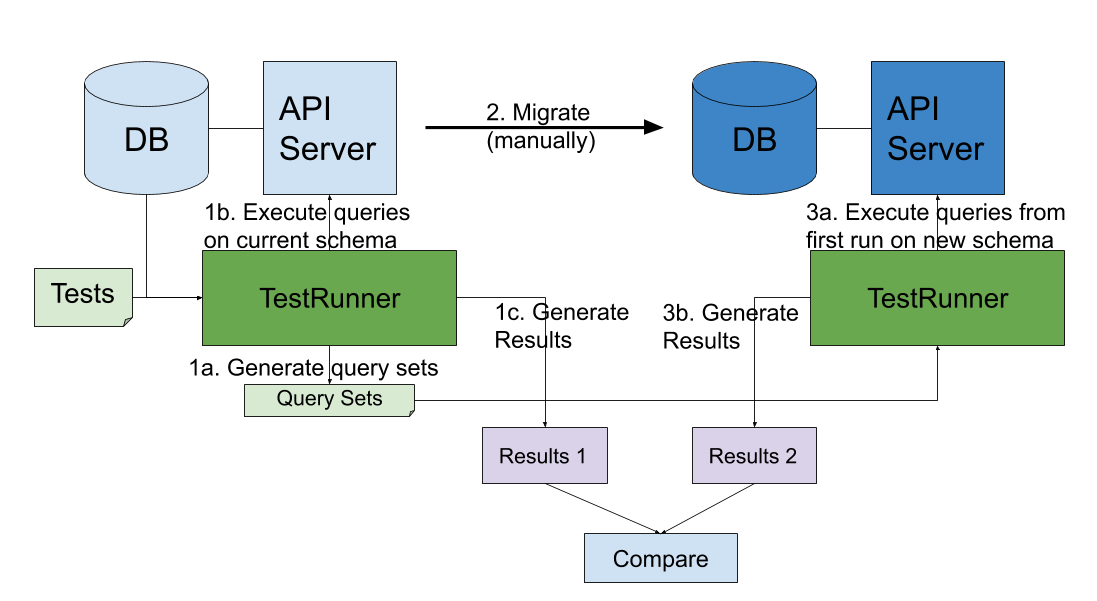 DB
API
Server
2. Migrate
(manually)
DB
API
Server
1b. Execute queries
on current schema
3a. Execute queries from
first run on new schema
Tests
TestRunner
TestRunner
1c. Generate
Results
3b. Generate
Results
1a. Generate query sets
Query Sets
Results 1
Results 2
Compare